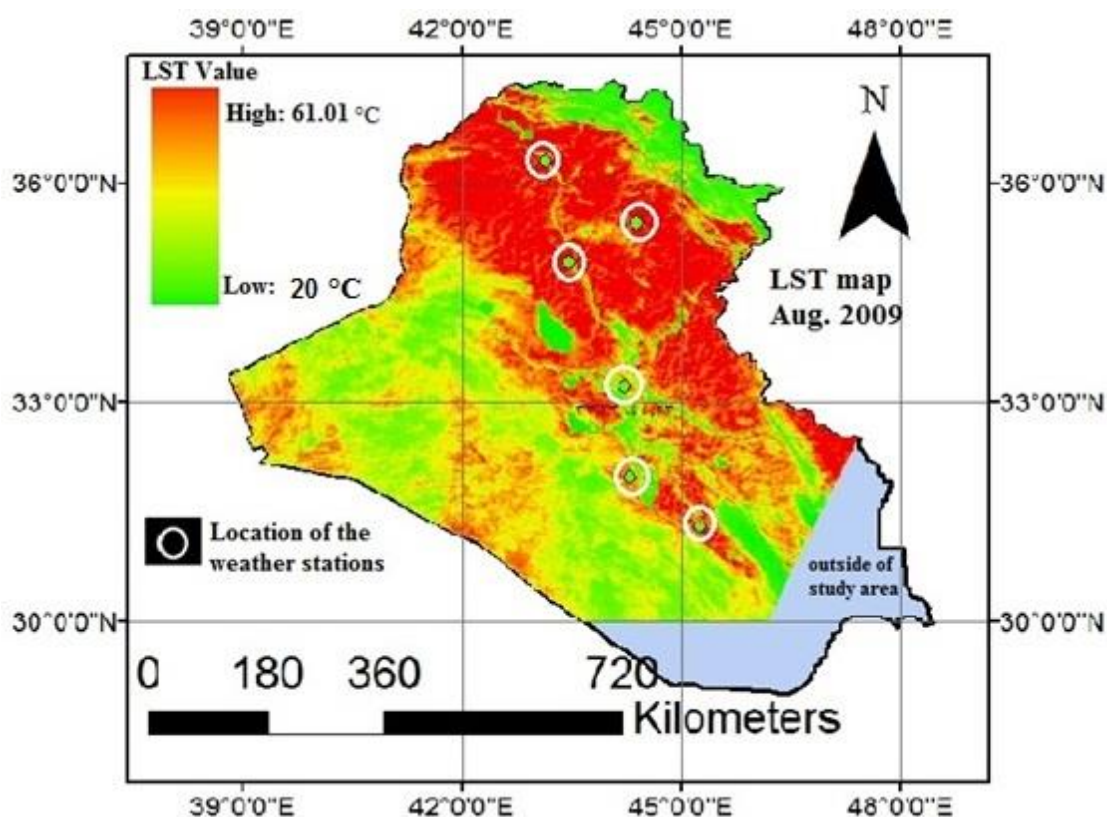 39°0'0"E 42°0'0"E 45°0'0"E 48°0'0"E
LST Value
High: 61.01 °C
Low: 20 °C
N
36°0'0"N
36°0'0"N
LST map
Aug. 2009
33°0'0"N
33°0'0"N
Location of the
weather stations
outside of
study area
30°0'0"N
30°0'0"N
0 180 360 720
Kilometers
39°0'0"E 42°0'0"E 45°0'0"E 48°0'0"E